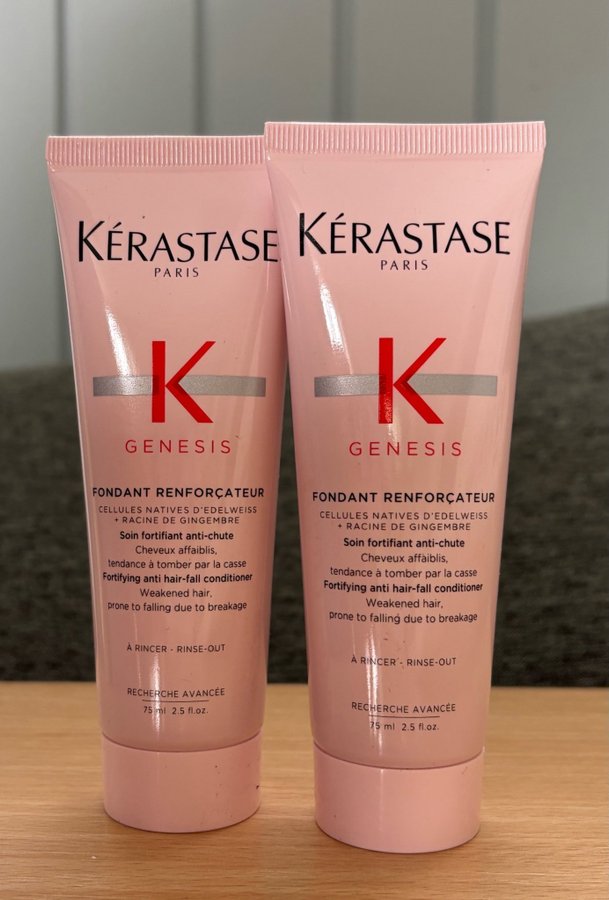 KÉRASTASE
PARIS
K
GENESIS
FONDANT RENFORÇATEUR
CELLULES NATIVES D'EDELWEISS
+ RACINE DE GINGEMBRE
Soin fortifiant anti-chute
Cheveux affaiblis,
tendance à tomber par la casse
Fortifying anti hair-fall conditioner
Weakened hair,
prone to falling due to breakage
À RINCER - RINSE-OUT
RECHERCHE AVANCÉE
75 ml 2.5 fl.oz.
KÉRASTASE
PARIS
K
GENESIS
FONDANT RENFORÇATEUR
CELLULES NATIVES D'EDELWEISS
+ RACINE DE GINGEMBRE
Soin fortifiant anti-chute
Cheveux affaiblis,
tendance à tomber par la casse
Fortifying anti hair-fall conditioner
Weakened hair,
prone to falling due to breakage
À RINCER - RINSE-OUT
RECHERCHE AVANCÉE
75 ml 2.5 fl.oz.